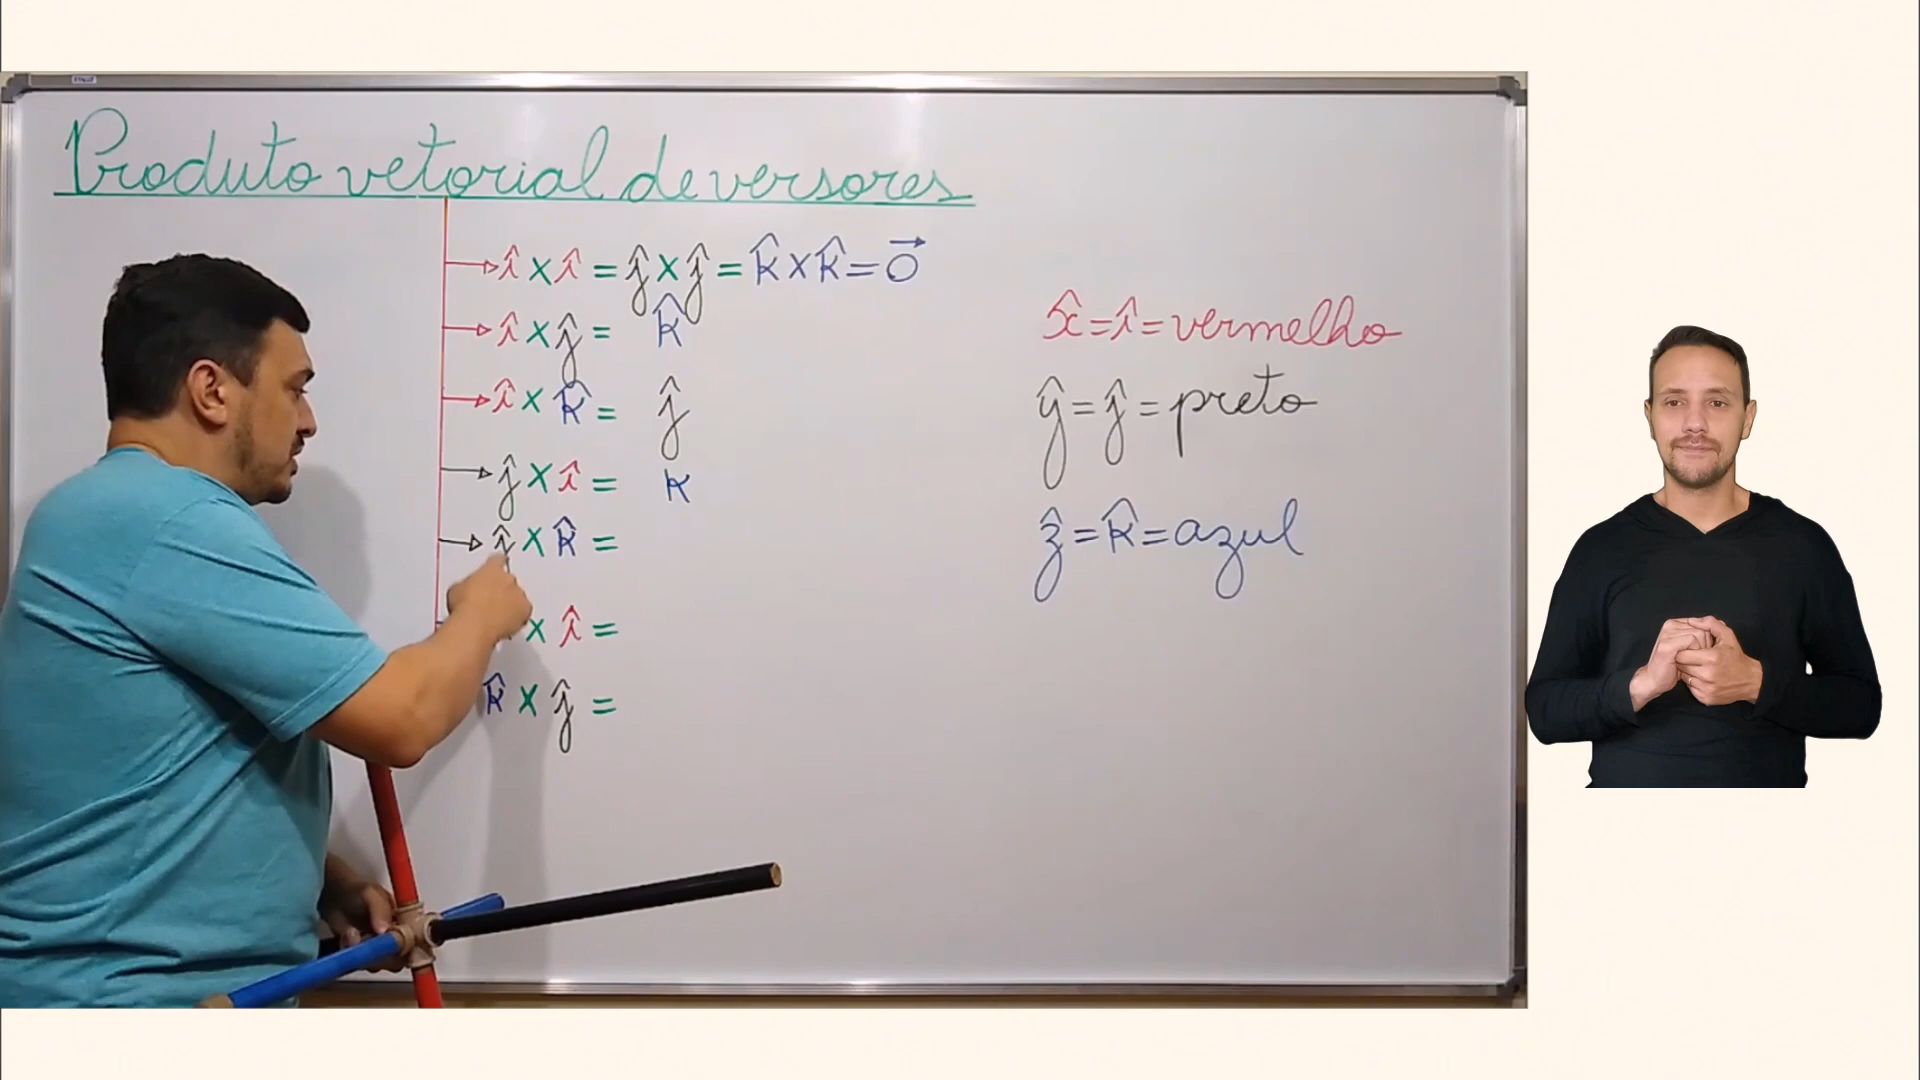 Produto vetorial de versores
î × î = ĵ × ĵ = k̂ × k̂ = 0⃗
î × ĵ = k̂
î × k̂ = ĵ
ĵ × î = k
ĵ × k̂ =
× î =
k̂ × ĵ =
x̂ = î = vermelho
ŷ = ĵ = preto
ẑ = k̂ = azul